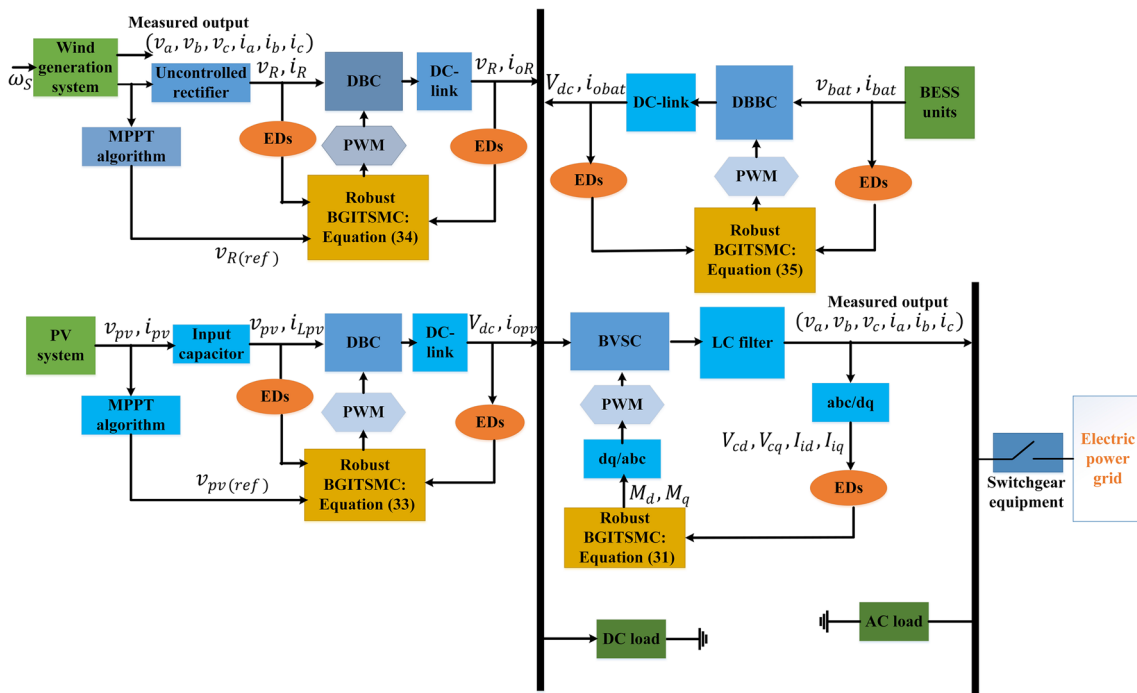 Measured output
(v_a, v_b, v_c, i_a, i_b, i_c)
Wind
generation
system
ω_S
Uncontrolled
rectifier
v_R, i_R
DBC
DC-
link
v_R, i_oR
MPPT
algorithm
EDs
PWM
EDs
Robust
BGITSMC:
Equation (34)
v_R(ref)
V_dc, i_obat
DC-link
DBBC
v_bat, i_bat
BESS
units
EDs
PWM
EDs
Robust
BGITSMC:
Equation (35)
PV
system
v_pv, i_pv
Input
capacitor
v_pv, i_Lpv
DBC
DC-
link
V_dc, i_opv
MPPT
algorithm
EDs
PWM
EDs
Robust
BGITSMC:
Equation (33)
v_pv(ref)
BVSC
LC filter
Measured output
(v_a, v_b, v_c, i_a, i_b, i_c)
PWM
abc/dq
dq/abc
V_cd, V_cq, I_id, I_iq
M_d, M_q
EDs
Robust
BGITSMC:
Equation (31)
Switchgear
equipment
Electric
power
grid
DC load
AC load